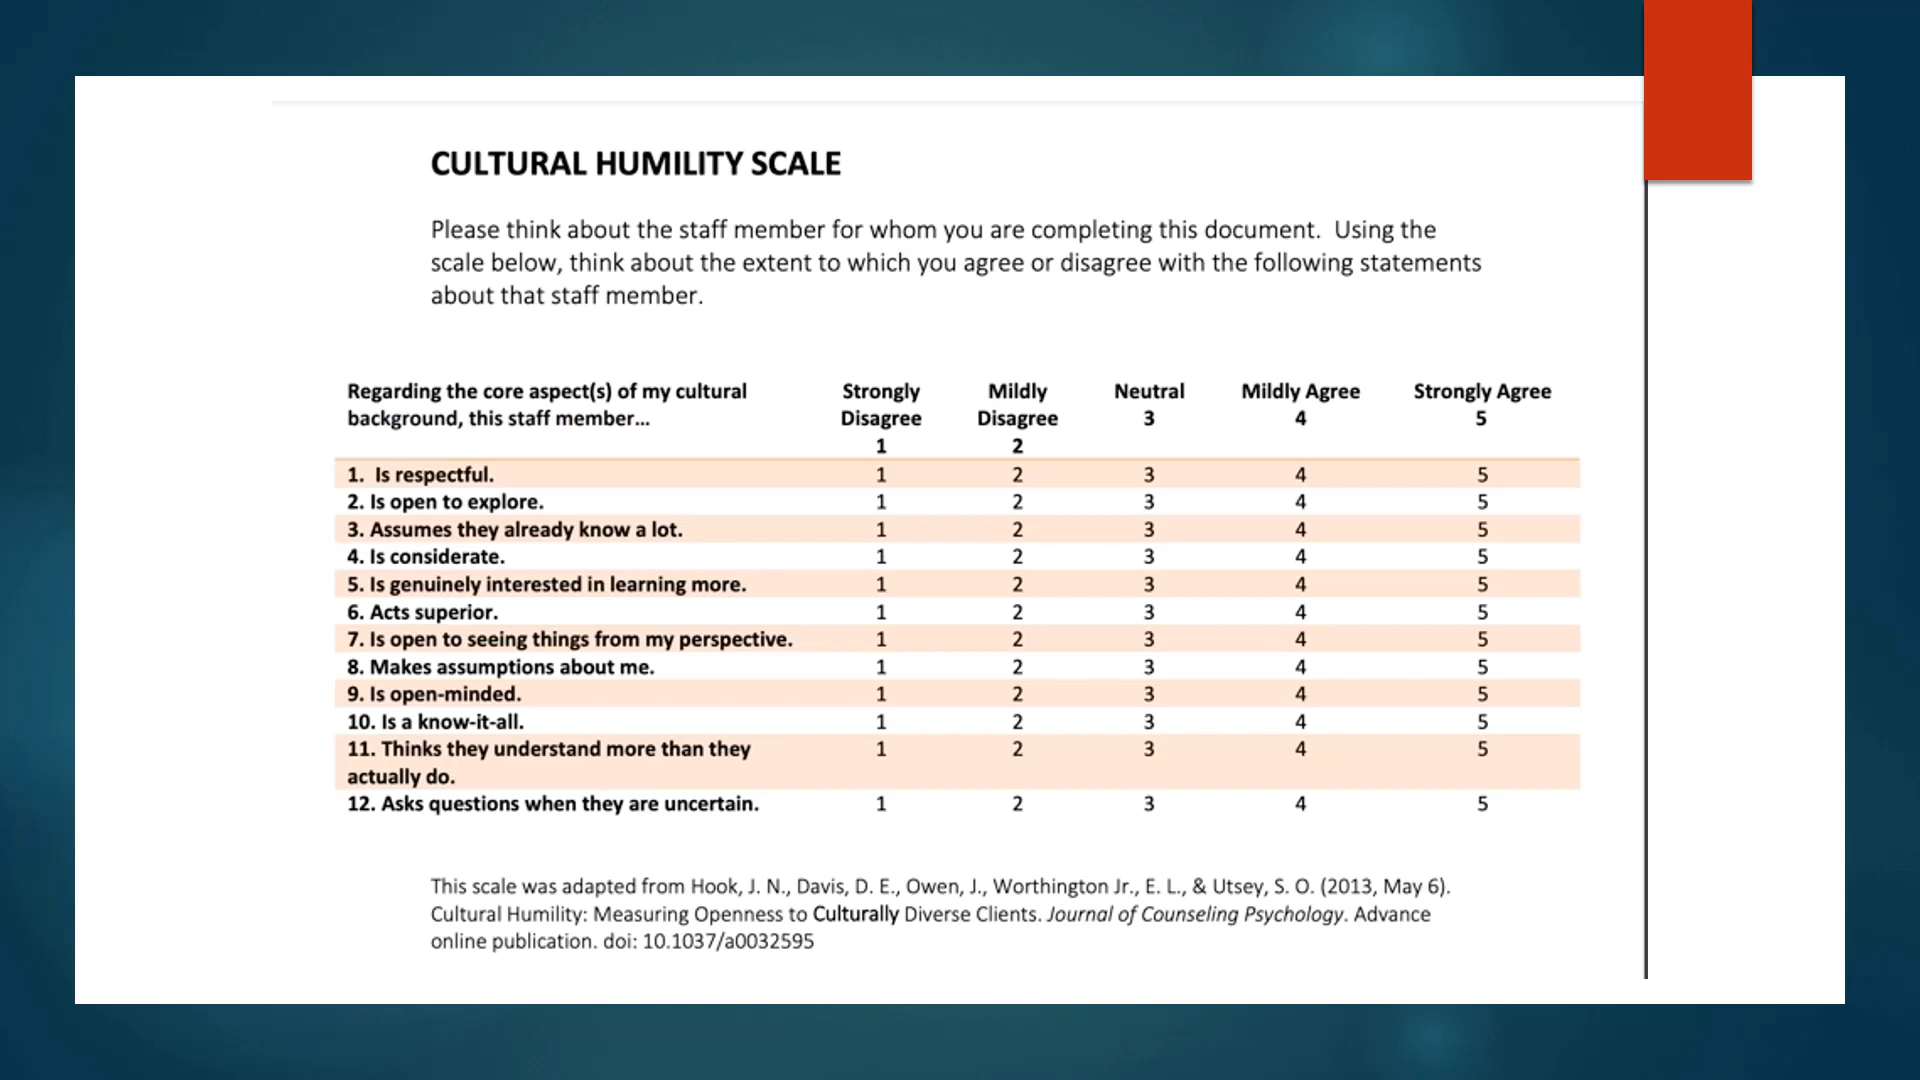 CULTURAL HUMILITY SCALE
Please think about the staff member for whom you are completing this document.  Using the
scale below, think about the extent to which you agree or disagree with the following statements
about that staff member.
Regarding the core aspect(s) of my cultural background, this staff member... Strongly Disagree 1 Mildly Disagree 2 Neutral 3 Mildly Agree 4 Strongly Agree 5
1.  Is respectful. 1 2 3 4 5
2. Is open to explore. 1 2 3 4 5
3. Assumes they already know a lot. 1 2 3 4 5
4. Is considerate. 1 2 3 4 5
5. Is genuinely interested in learning more. 1 2 3 4 5
6. Acts superior. 1 2 3 4 5
7. Is open to seeing things from my perspective. 1 2 3 4 5
8. Makes assumptions about me. 1 2 3 4 5
9. Is open-minded. 1 2 3 4 5
10. Is a know-it-all. 1 2 3 4 5
11. Thinks they understand more than they 1 2 3 4 5
actually do.
12. Asks questions when they are uncertain. 1 2 3 4 5
This scale was adapted from Hook, J. N., Davis, D. E., Owen, J., Worthington Jr., E. L., & Utsey, S. O. (2013, May 6).
Cultural Humility: Measuring Openness to Culturally Diverse Clients. Journal of Counseling Psychology. Advance
online publication. doi: 10.1037/a0032595